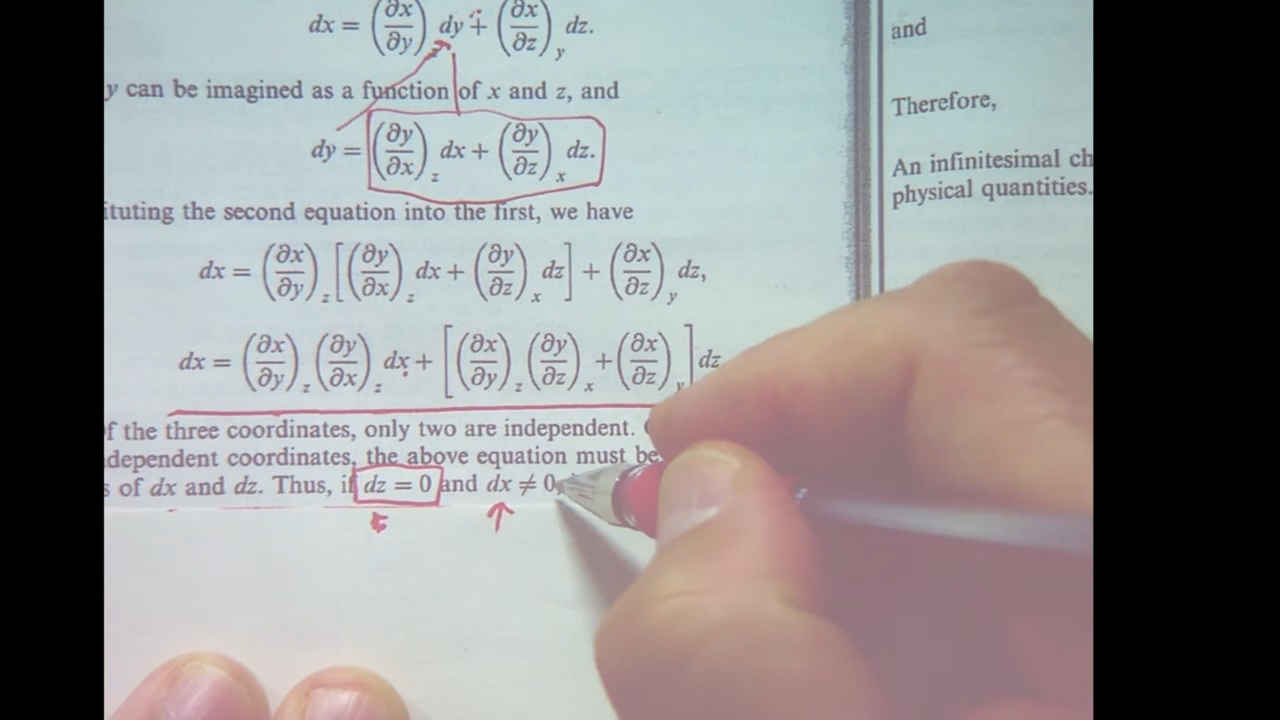 dx = (∂x/∂y) dy + (∂x/∂z)_y dz.
y can be imagined as a function of x and z, and
dy = (∂y/∂x)_z dx + (∂y/∂z)_x dz.
ituting the second equation into the first, we have
dx = (∂x/∂y)_z [(∂y/∂x)_z dx + (∂y/∂z)_x dz] + (∂x/∂z)_y dz,
dx = (∂x/∂y)_z (∂y/∂x)_z dx + [(∂x/∂y)_z (∂y/∂z)_x + (∂x/∂z)_y] dz
f the three coordinates, only two are independent.
dependent coordinates, the above equation must be
s of dx and dz. Thus, if dz = 0 and dx ≠ 0,
and
Therefore,
An infinitesimal ch
physical quantities.